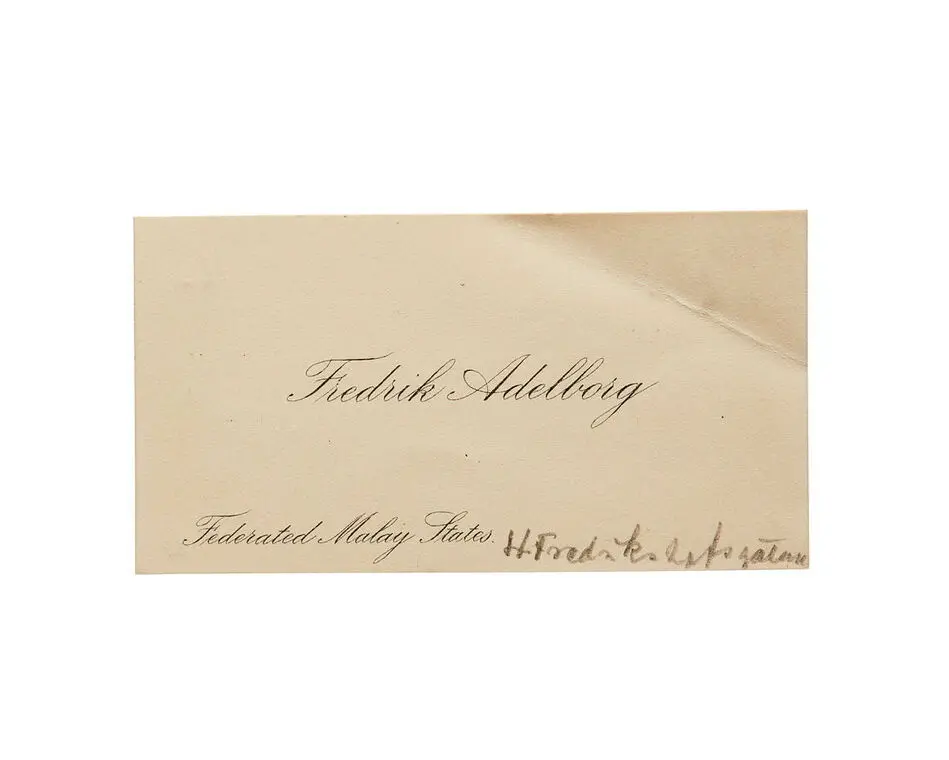 Fredrik Adelborg
Federated Malay States.